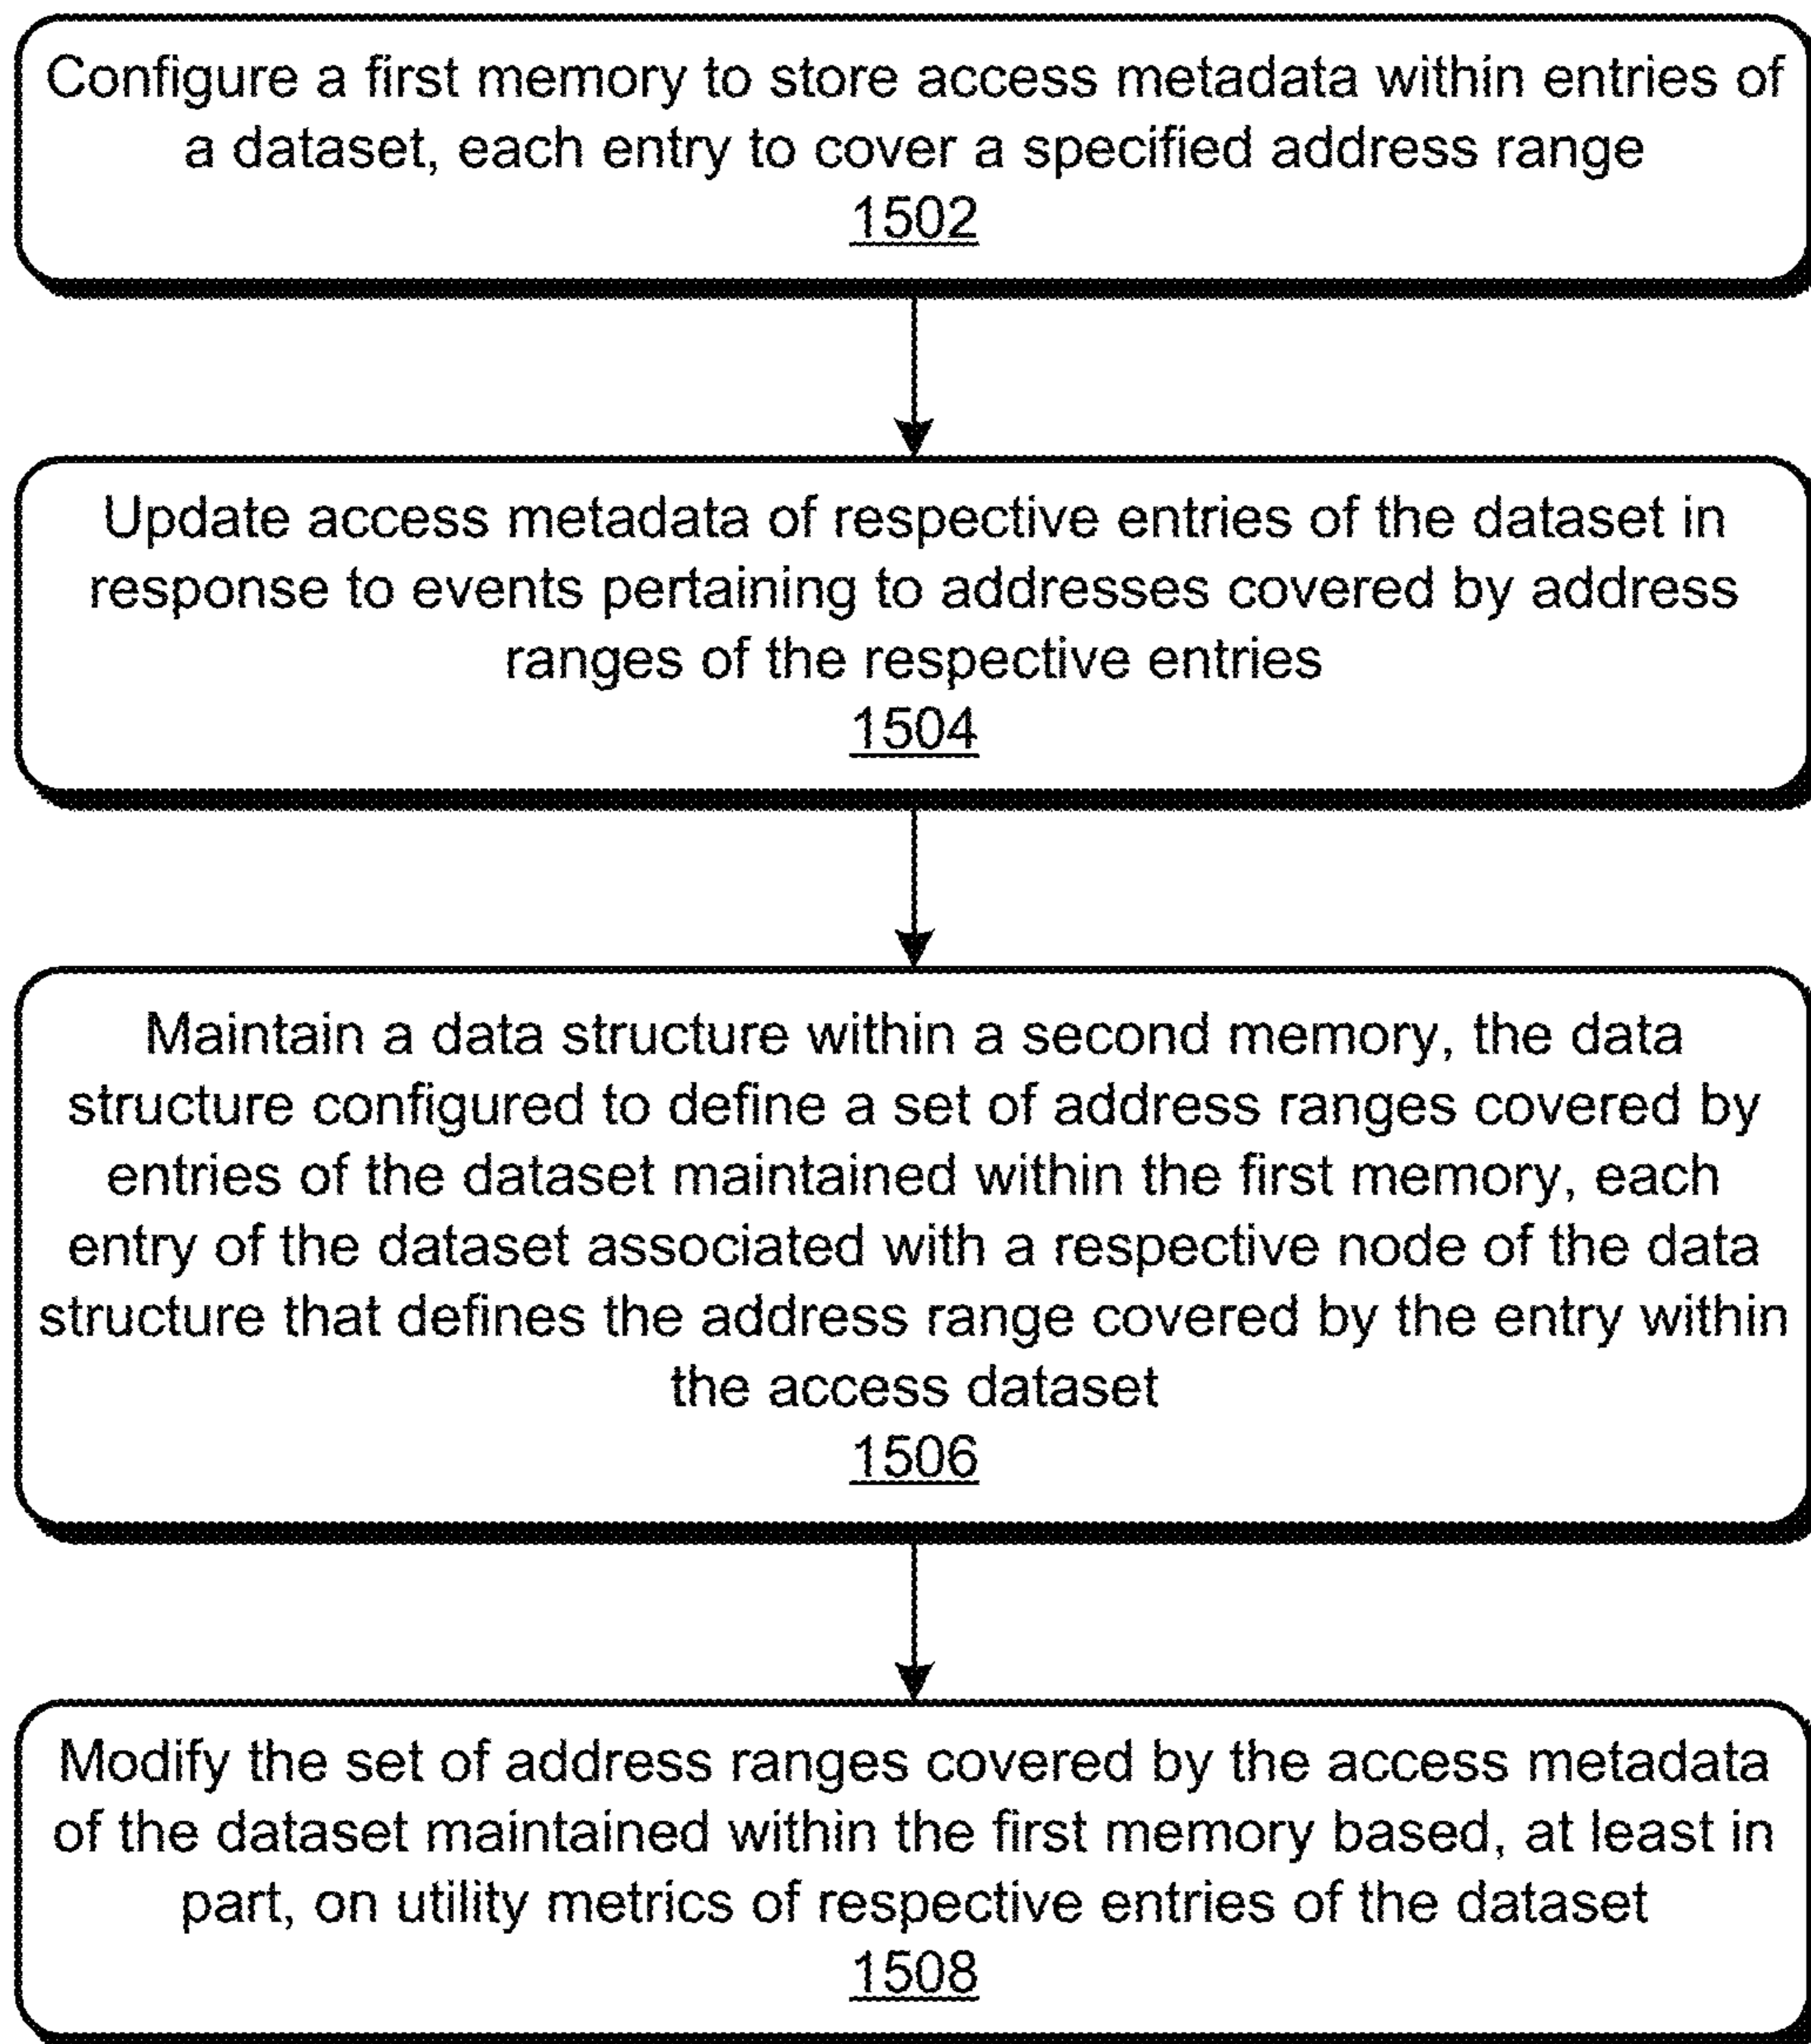 Configure a first memory to store access metadata within entries of
a dataset, each entry to cover a specified address range
1502
Update access metadata of respective entries of the dataset in
response to events pertaining to addresses covered by address
ranges of the respective entries
1504
Maintain a data structure within a second memory, the data
structure configured to define a set of address ranges covered by
entries of the dataset maintained within the first memory, each
entry of the dataset associated with a respective node of the data
structure that defines the address range covered by the entry within
the access dataset
1506
Modify the set of address ranges covered by the access metadata
of the dataset maintained within the first memory based, at least in
part, on utility metrics of respective entries of the dataset
1508